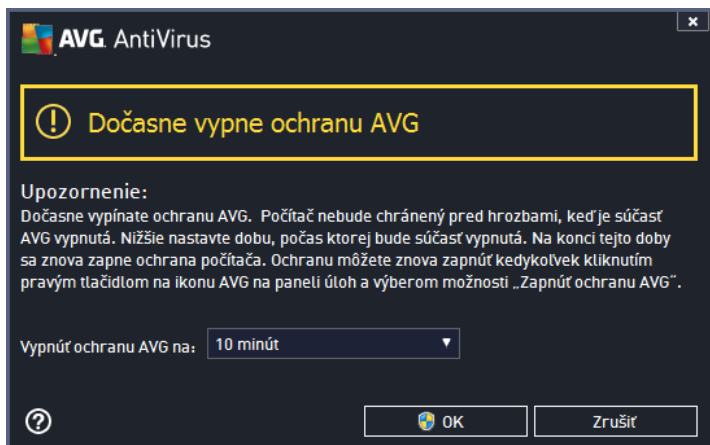 AVG. AntiVirus
Dočasne vypne ochranu AVG
Upozornenie:
Dočasne vypínate ochranu AVG.  Počítač nebude chránený pred hrozbami, keď je súčasť
AVG vypnutá. Nižšie nastavte dobu, počas ktorej bude súčasť vypnutá. Na konci tejto doby
sa znova zapne ochrana počítača. Ochranu môžete znova zapnúť kedykoľvek kliknutím
pravým tlačidlom na ikonu AVG na paneli úloh a výberom možnosti „Zapnúť ochranu AVG“.
Vypnúť ochranu AVG na: 10 minút
OK Zrušiť